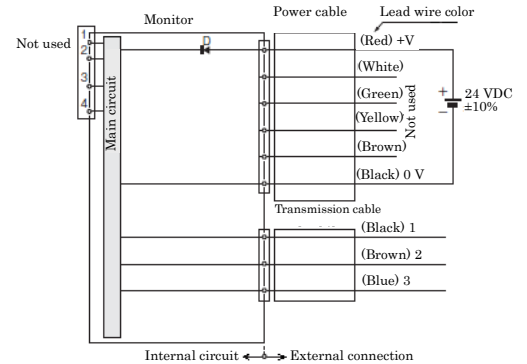 Monitor
Power cable
Lead wire color
Not used
1
2
3
4
D
Main circuit
(Red) +V
(White)
(Green)
(Yellow)
Not used
(Brown)
(Black) 0 V
+
−
24 VDC
±10%
Transmission cable
(Black) 1
(Brown) 2
(Blue) 3
Internal circuit
External connection